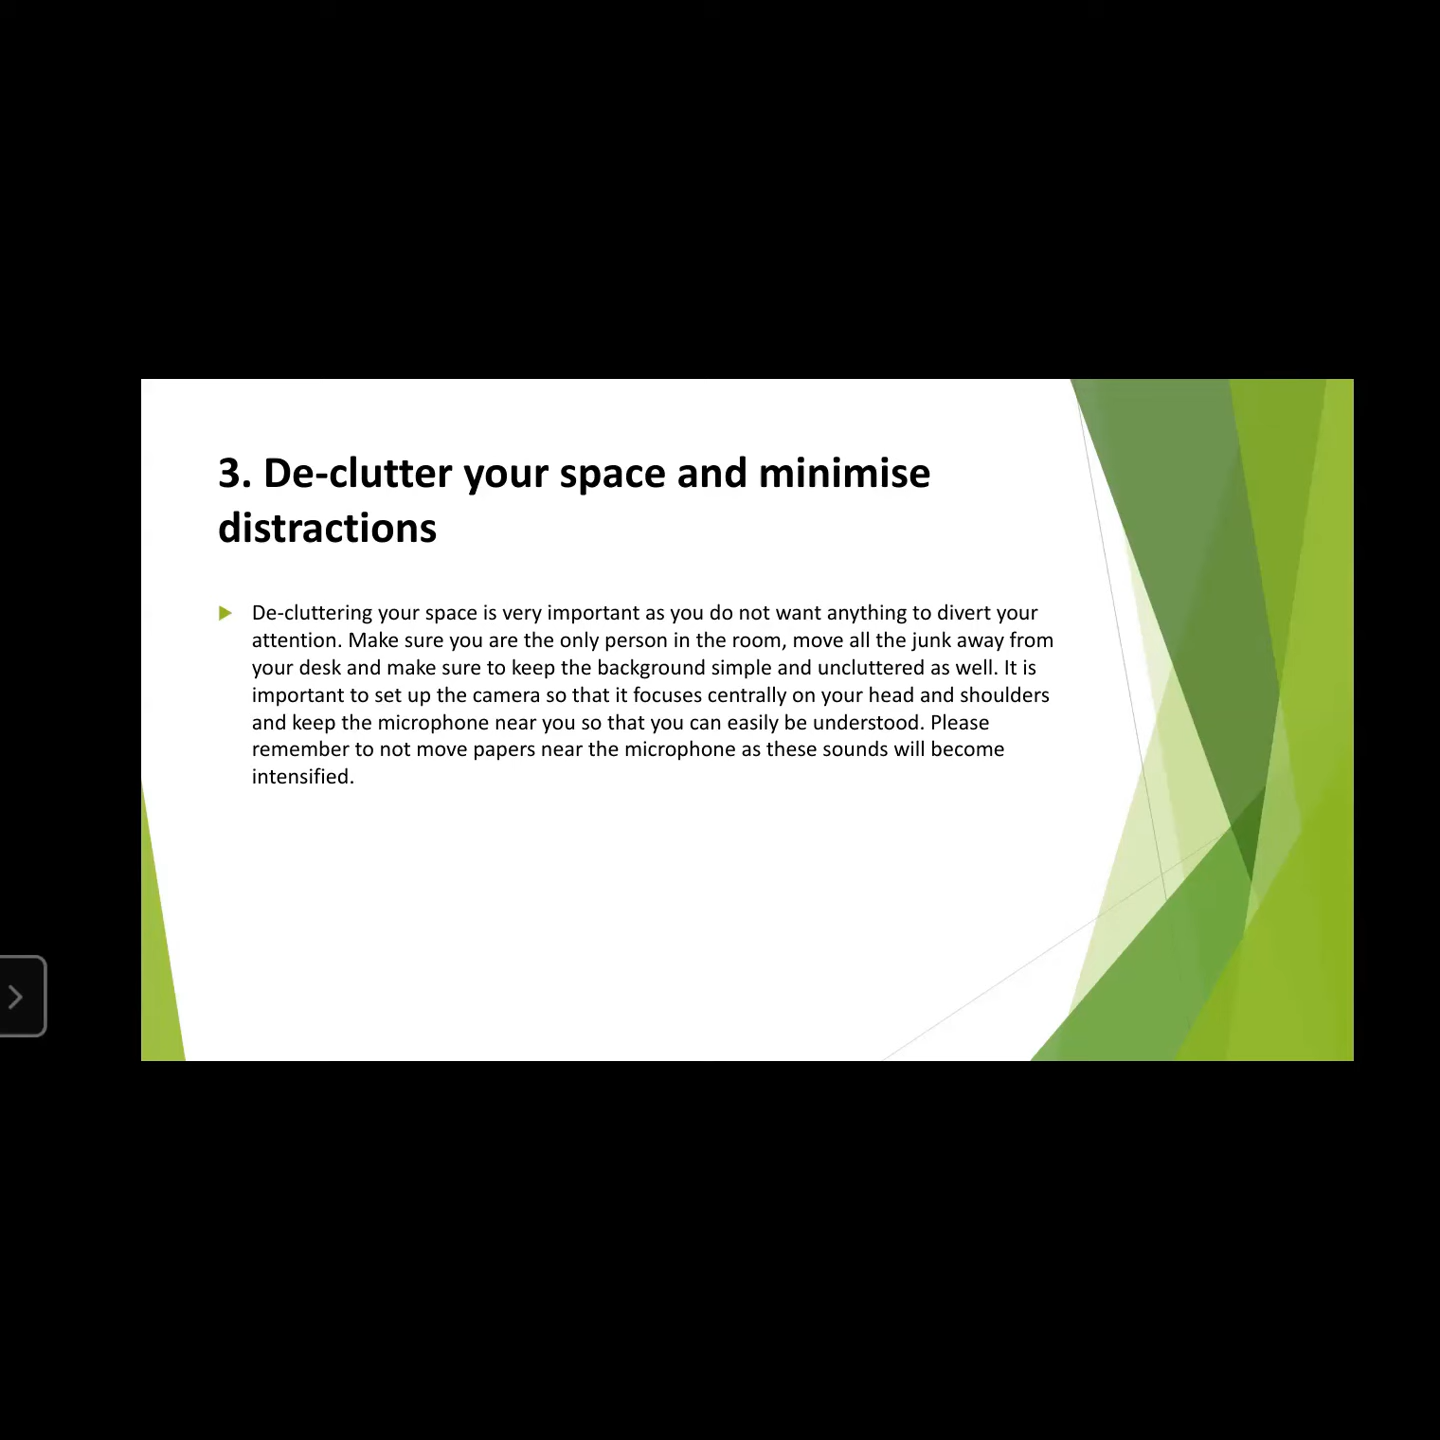 3. De-clutter your space and minimise
distractions
De-cluttering your space is very important as you do not want anything to divert your
attention. Make sure you are the only person in the room, move all the junk away from
your desk and make sure to keep the background simple and uncluttered as well. It is
important to set up the camera so that it focuses centrally on your head and shoulders
and keep the microphone near you so that you can easily be understood. Please
remember to not move papers near the microphone as these sounds will become
intensified.